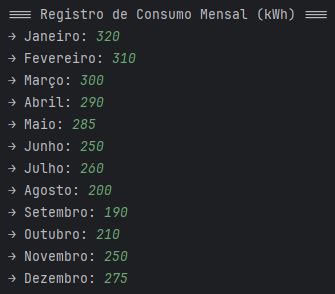 === Registro de Consumo Mensal (kWh) ===
→ Janeiro: 320
→ Fevereiro: 310
→ Março: 300
→ Abril: 290
→ Maio: 285
→ Junho: 250
→ Julho: 260
→ Agosto: 200
→ Setembro: 190
→ Outubro: 210
→ Novembro: 250
→ Dezembro: 275